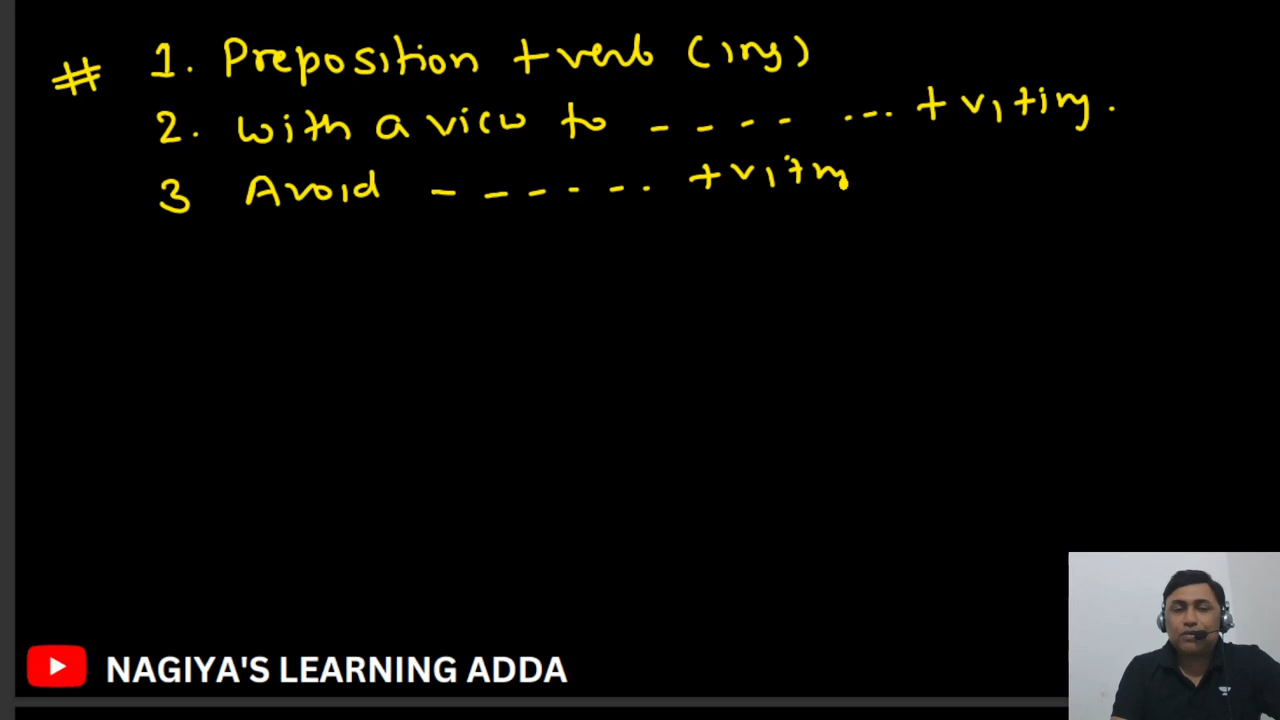 # 1. Preposition + verb (ing)
2. with a view to - - - - ... + v1 + ing.
3 Avoid - - - - - .. + v1 + ing
NAGIYA'S LEARNING ADDA